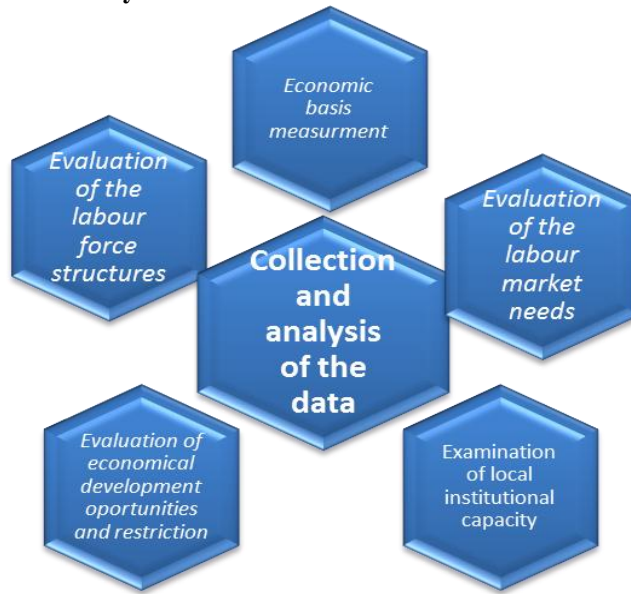 Economic
basis
measurment
Evaluation
of the
labour
force
structures
Evaluation
of the
labour
market
needs
Collection
and
analysis
of the
data
Evaluation of
economical
development
oportunities
and restriction
Examination
of local
institutional
capacity